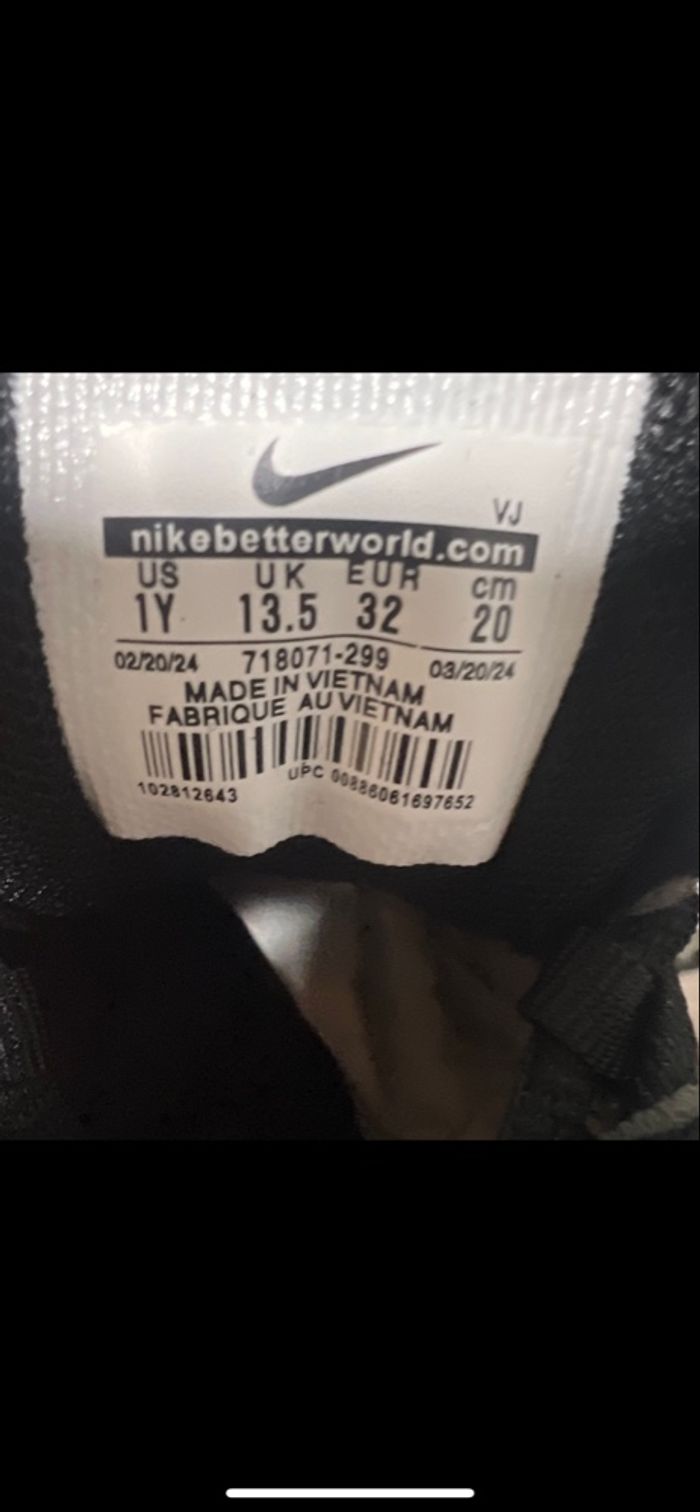 VJ
nikebetterworld.com
US UK EUR cm
1Y 13.5 32 20
02/20/24 718071-299 03/20/24
MADE IN VIETNAM
FABRIQUE AU VIETNAM
102812643 UPC 00886061697652